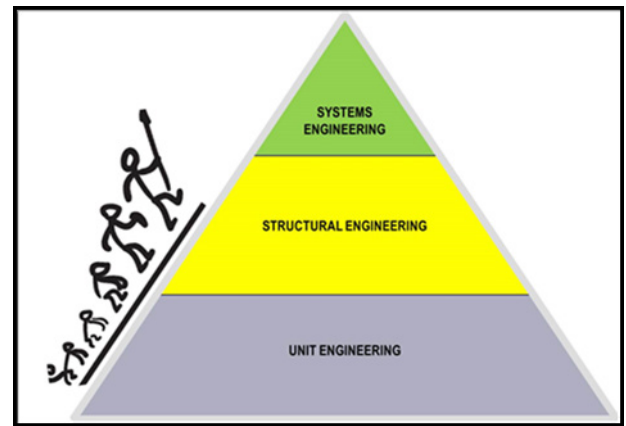 SYSTEMS
ENGINEERING
STRUCTURAL ENGINEERING
UNIT ENGINEERING